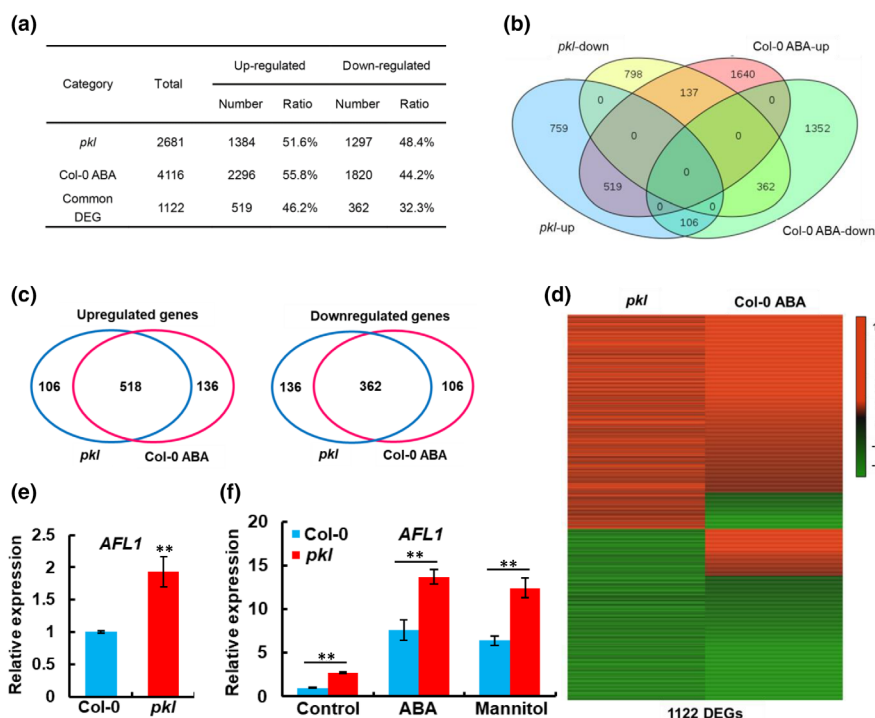 (a)
Category Total Up-regulated Down-regulated
Number Ratio Number Ratio
pkl 2681 1384 51.6% 1297 48.4%
Col-0 ABA 4116 2296 55.8% 1820 44.2%
Common DEG 1122 519 46.2% 362 32.3%
(b)
pkl-down Col-0 ABA-up
798 1640
0 137 0
759 0 0 1352
0
519 362
0 0
106
pkl-up Col-0 ABA-down
(c)
Upregulated genes
106 518 136
pkl Col-0 ABA
Downregulated genes
136 362 106
pkl Col-0 ABA
(d)
pkl Col-0 ABA
1122 DEGs
(e)
Relative expression
2.5
2
1.5
1
0.5
0
AFL1
**
Col-0 pkl
(f)
Relative expression
20
15
10
5
0
Col-0
pkl
AFL1
**
**
**
Control ABA Mannitol